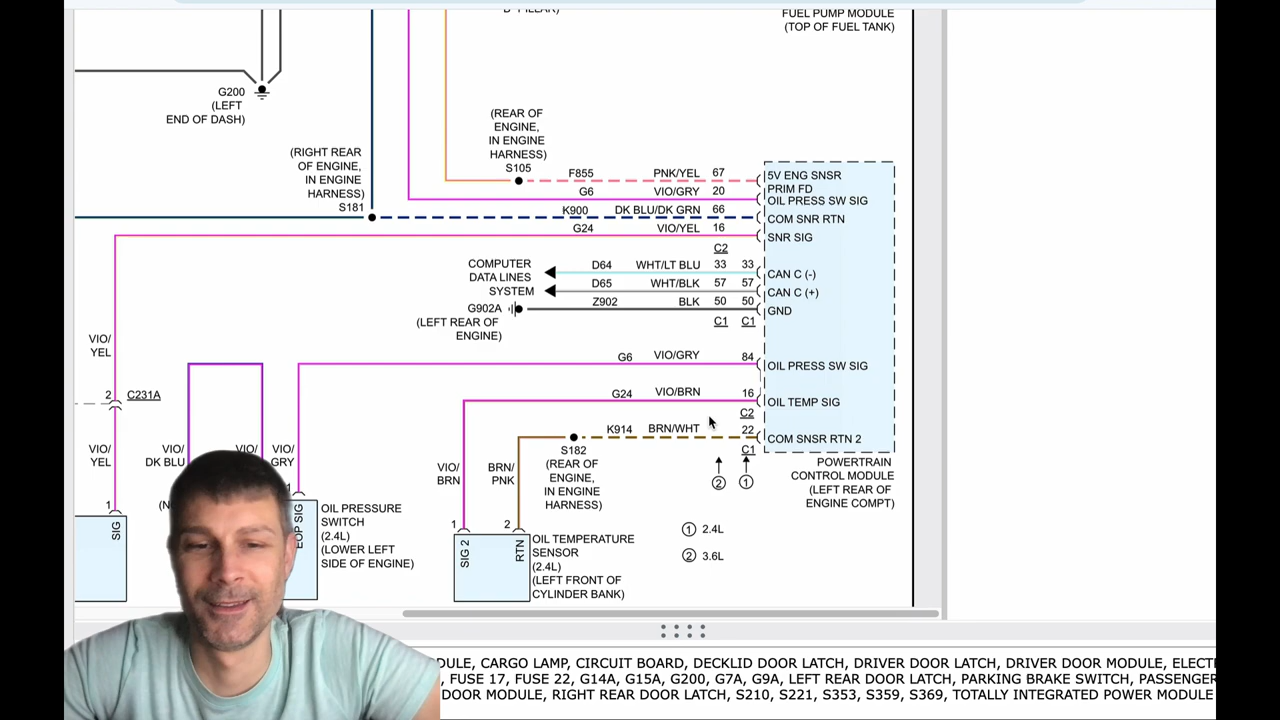 FUEL PUMP MODULE
(TOP OF FUEL TANK)
G200
(LEFT
END OF DASH)
(REAR OF
ENGINE,
IN ENGINE
HARNESS)
S105
(RIGHT REAR
OF ENGINE,
IN ENGINE
HARNESS)
S181
F855 PNK/YEL 67 5V ENG SNSR
PRIM FD
G6 VIO/GRY 20 OIL PRESS SW SIG
K900 DK BLU/DK GRN 66 COM SNR RTN
G24 VIO/YEL 16 SNR SIG
C2
COMPUTER
DATA LINES
SYSTEM
D64 WHT/LT BLU 33 33 CAN C (-)
D65 WHT/BLK 57 57 CAN C (+)
G902A Z902 BLK 50 50 GND
(LEFT REAR OF
ENGINE)
C1 C1
VIO/
YEL
G6 VIO/GRY 84 OIL PRESS SW SIG
G24 VIO/BRN 16 OIL TEMP SIG
C2
2 C231A
K914 BRN/WHT 22 COM SNSR RTN 2
C1
S182
(REAR OF
ENGINE,
IN ENGINE
HARNESS)
POWERTRAIN
CONTROL MODULE
(LEFT REAR OF
ENGINE COMPT)
2 1
VIO/
YEL
VIO/
DK BLU
VIO/
VIO/
GRY
VIO/
BRN
BRN/
PNK
1 SIG
1 EOP SIG
OIL PRESSURE
SWITCH
(2.4L)
(LOWER LEFT
SIDE OF ENGINE)
1 2
SIG 2 RTN
OIL TEMPERATURE
SENSOR
(2.4L)
(LEFT FRONT OF
CYLINDER BANK)
1 2.4L
2 3.6L
DULE, CARGO LAMP, CIRCUIT BOARD, DECKLID DOOR LATCH, DRIVER DOOR LATCH, DRIVER DOOR MODULE, ELECT
, FUSE 17, FUSE 22, G14A, G15A, G200, G7A, G9A, LEFT REAR DOOR LATCH, PARKING BRAKE SWITCH, PASSENGER
DOOR MODULE, RIGHT REAR DOOR LATCH, S210, S221, S353, S359, S369, TOTALLY INTEGRATED POWER MODULE